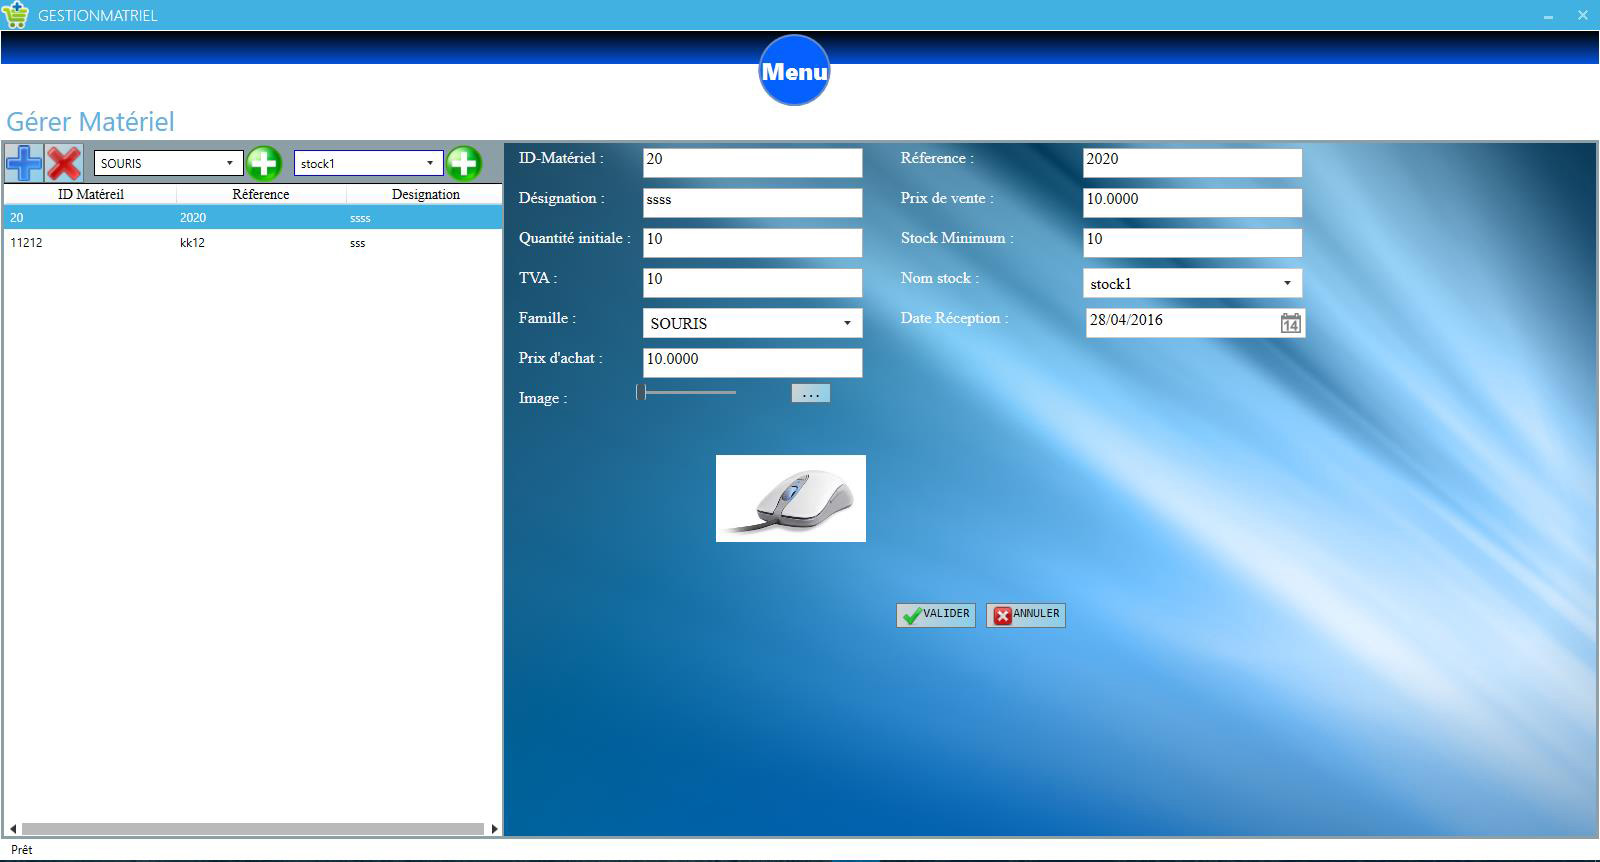 GESTIONMATRIEL
Menu
Gérer Matériel
SOURIS stock1
ID Matéreil Réference Designation
20 2020 ssss
11212 kk12 sss
ID-Matériel : 20 Réference : 2020
Désignation : ssss Prix de vente : 10.0000
Quantité initiale : 10 Stock Minimum : 10
TVA : 10 Nom stock : stock1
Famille : SOURIS Date Réception : 28/04/2016 14
Prix d'achat : 10.0000
Image : ...
VALIDER ANNULER
Prêt